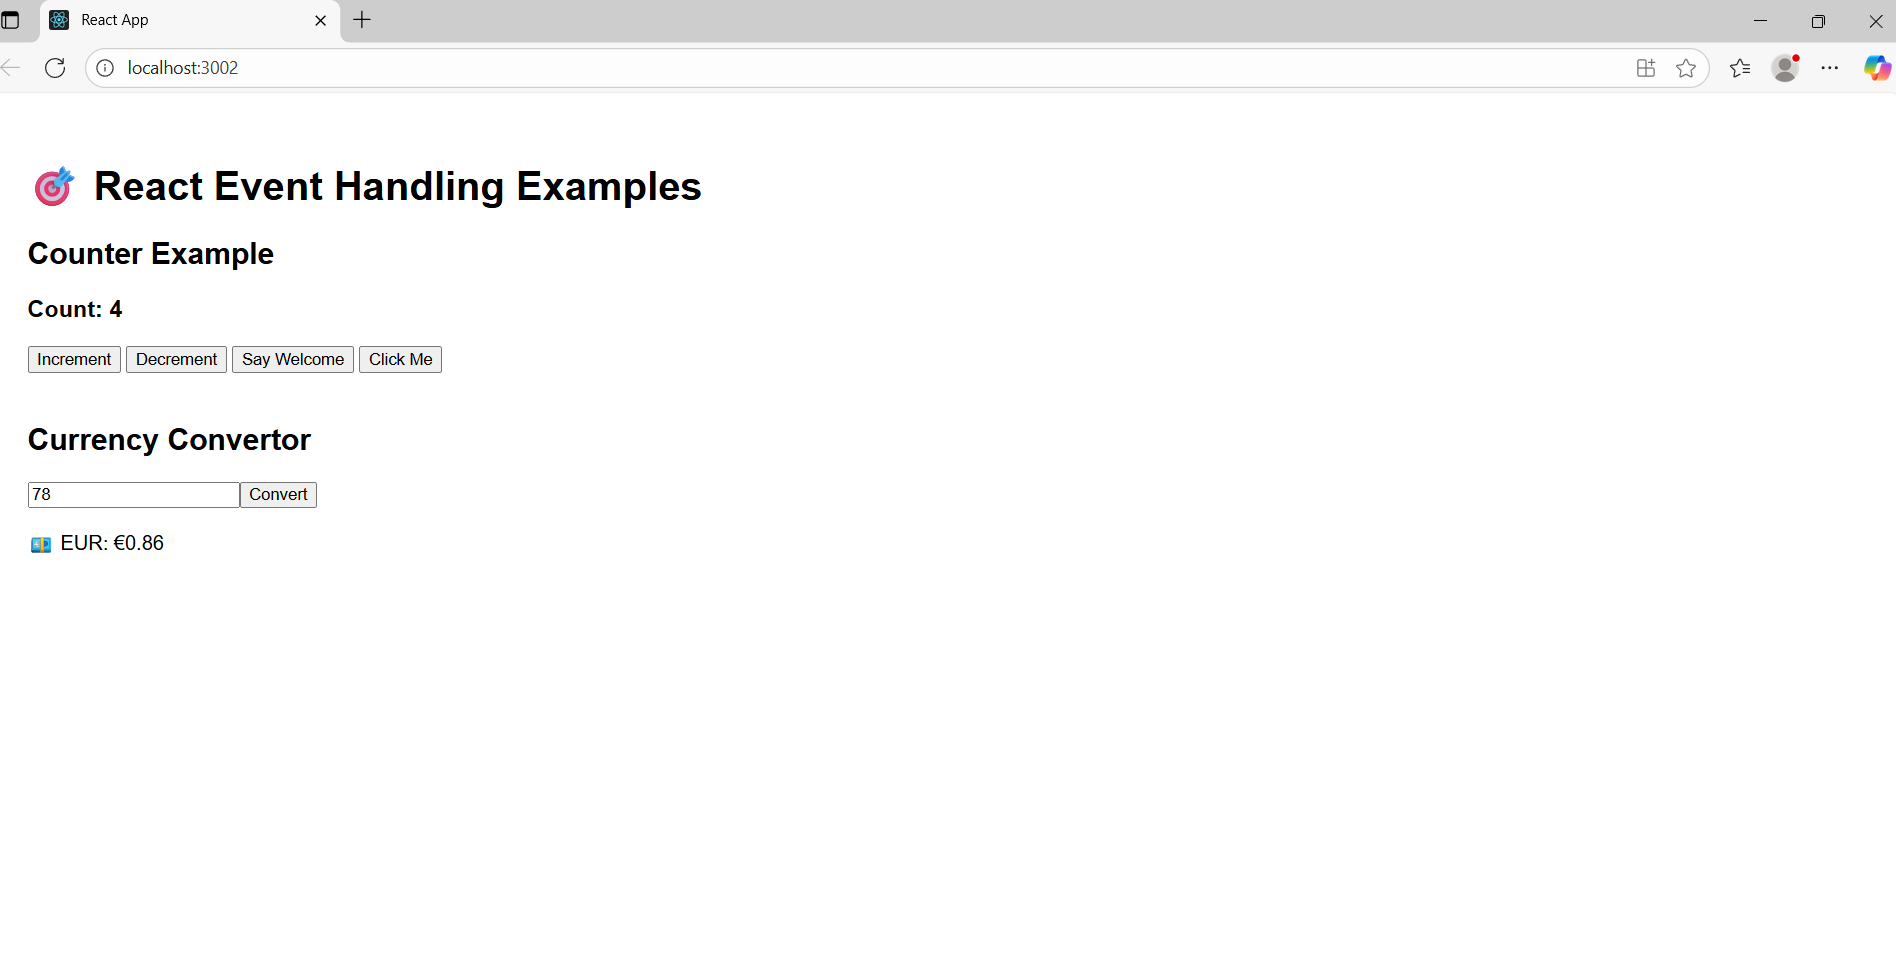 React App
localhost:3002
🎯 React Event Handling Examples
Counter Example
Count: 4
Increment Decrement Say Welcome Click Me
Currency Convertor
78 Convert
💶 EUR: €0.86